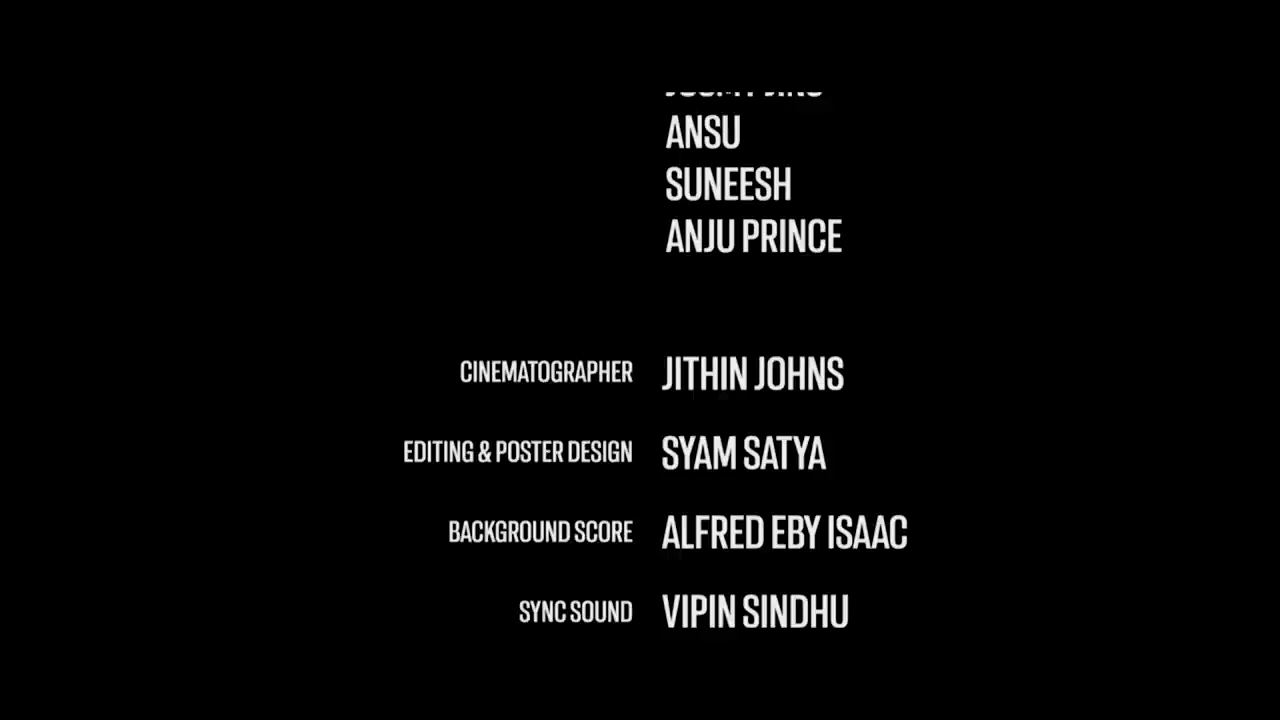 ANSU
SUNEESH
ANJU PRINCE
CINEMATOGRAPHER JITHIN JOHNS
EDITING & POSTER DESIGN SYAM SATYA
BACKGROUND SCORE ALFRED EBY ISAAC
SYNC SOUND VIPIN SINDHU